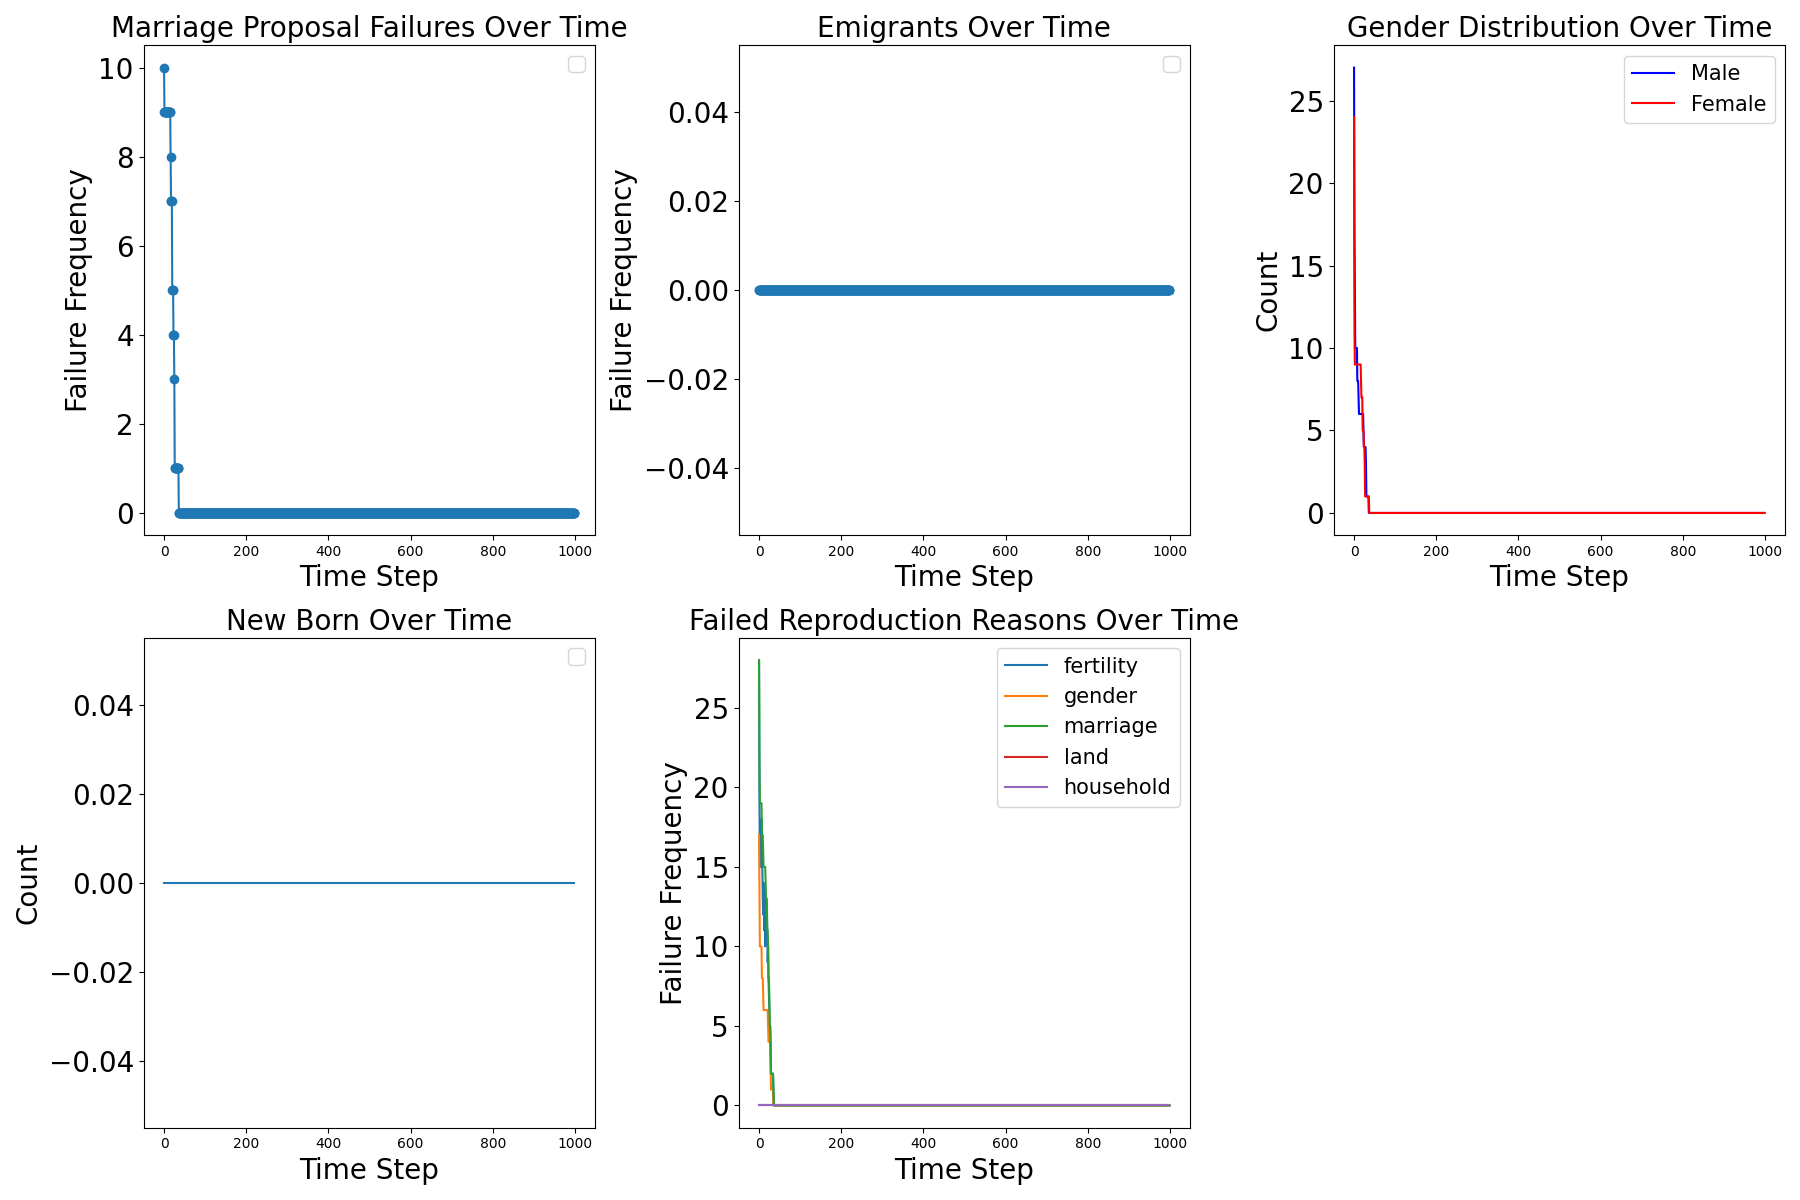 Marriage Proposal Failures Over Time
10
8
6
4
2
0
Failure Frequency
0 200 400 600 800 1000
Time Step
Emigrants Over Time
0.04
0.02
0.00
−0.02
−0.04
Failure Frequency
0 200 400 600 800 1000
Time Step
Gender Distribution Over Time
Male
Female
25
20
15
10
5
0
Count
0 200 400 600 800 1000
Time Step
New Born Over Time
0.04
0.02
0.00
−0.02
−0.04
Count
0 200 400 600 800 1000
Time Step
Failed Reproduction Reasons Over Time
fertility
gender
marriage
land
household
25
20
15
10
5
0
Failure Frequency
0 200 400 600 800 1000
Time Step